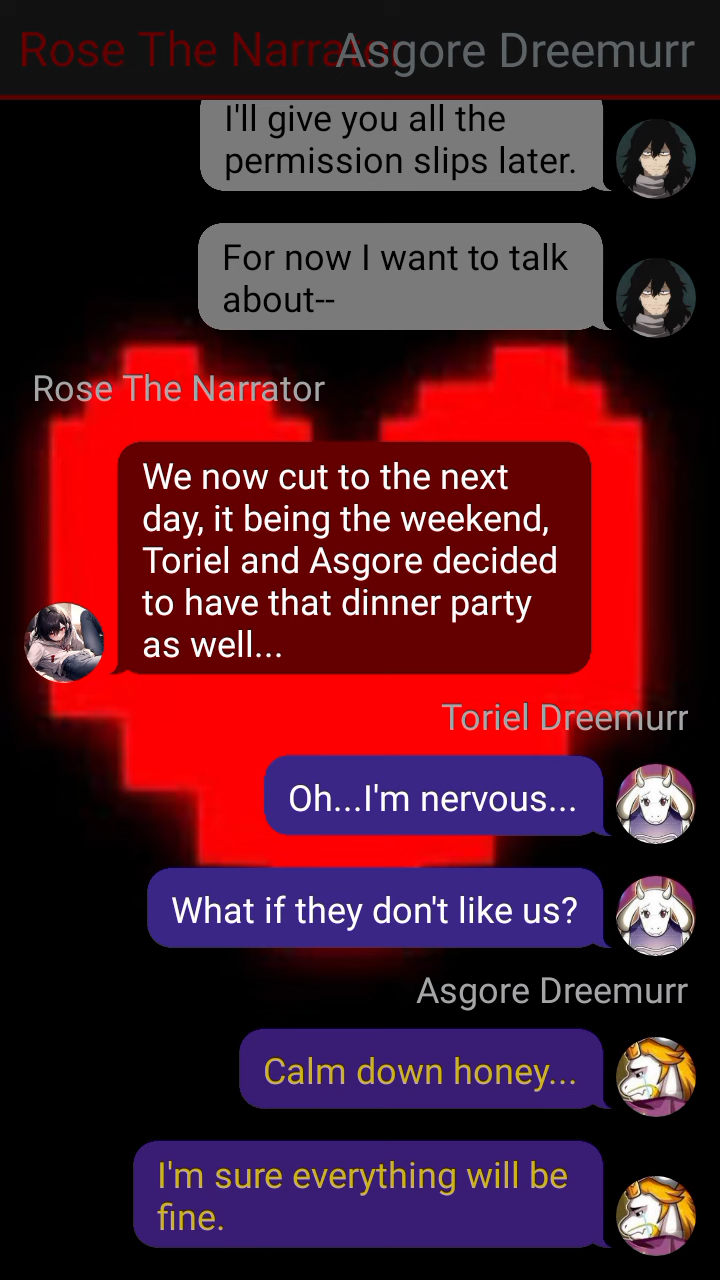 Rose The Narrator
Asgore Dreemurr
I'll give you all the
permission slips later.
For now I want to talk
about--
Rose The Narrator
We now cut to the next
day, it being the weekend,
Toriel and Asgore decided
to have that dinner party
as well...
Toriel Dreemurr
Oh...I'm nervous...
What if they don't like us?
Asgore Dreemurr
Calm down honey...
I'm sure everything will be
fine.